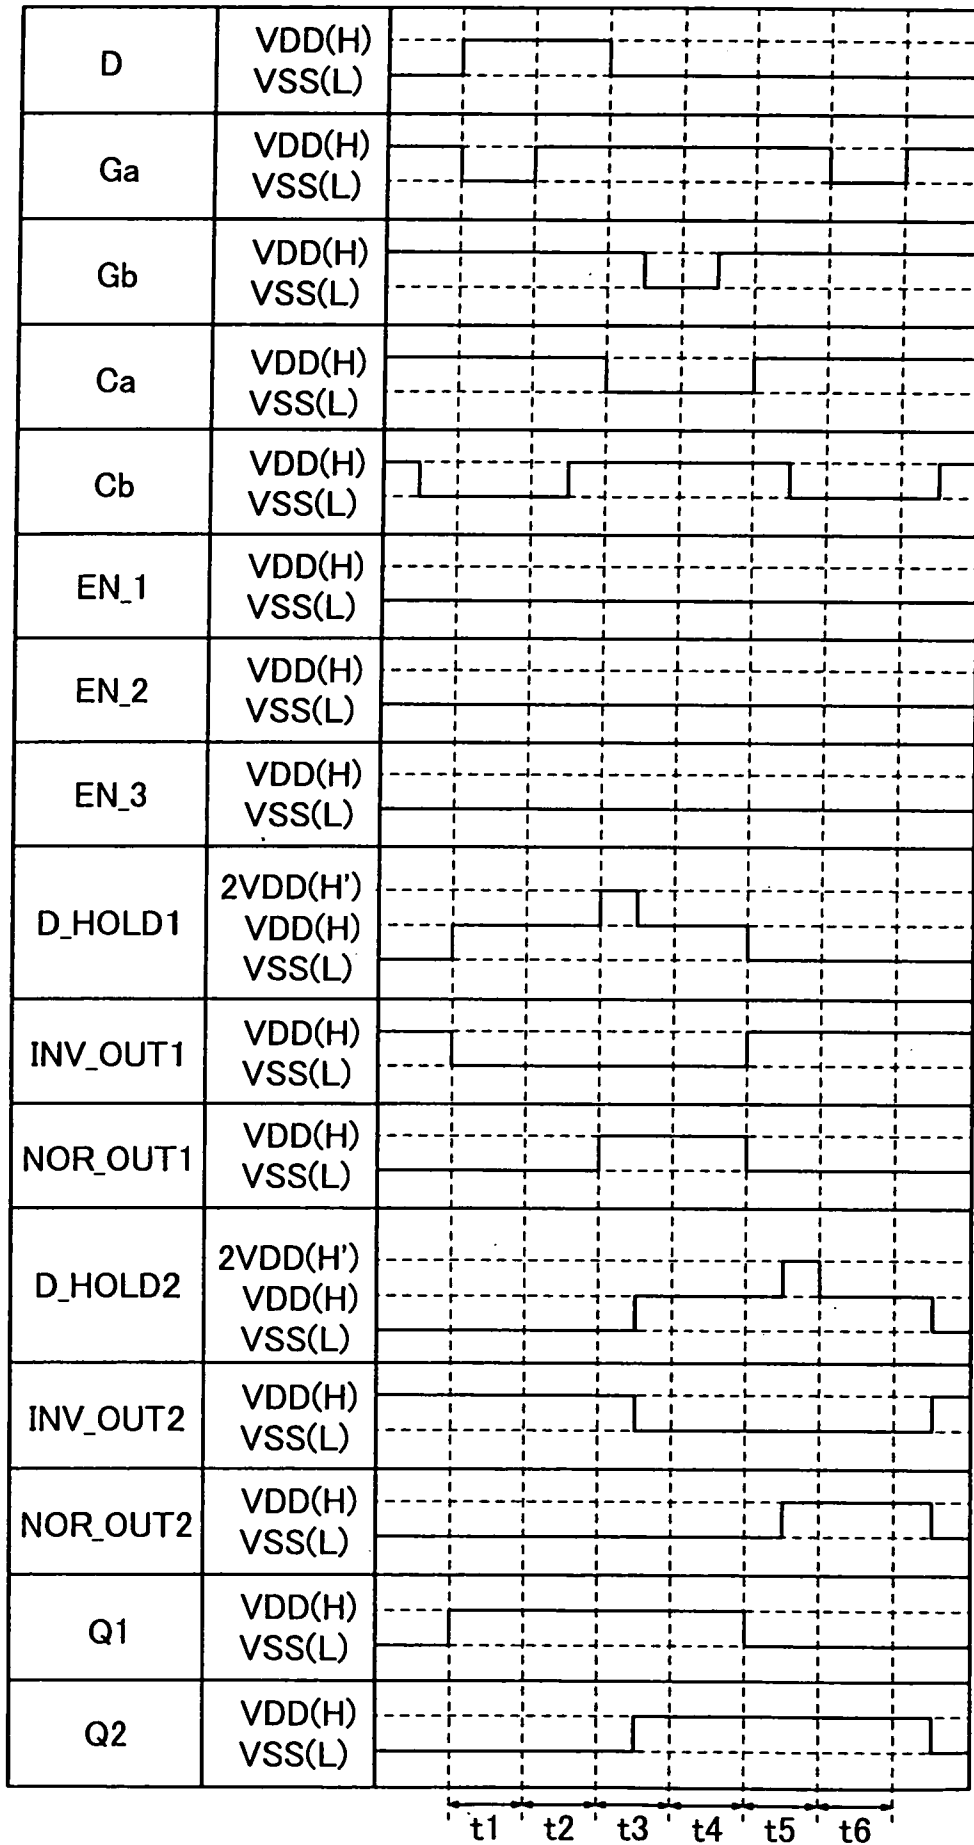 D VDD(H)
VSS(L)
Ga VDD(H)
VSS(L)
Gb VDD(H)
VSS(L)
Ca VDD(H)
VSS(L)
Cb VDD(H)
VSS(L)
EN_1 VDD(H)
VSS(L)
EN_2 VDD(H)
VSS(L)
EN_3 VDD(H)
VSS(L)
2VDD(H')
D_HOLD1 VDD(H)
VSS(L)
INV_OUT1 VDD(H)
VSS(L)
NOR_OUT1 VDD(H)
VSS(L)
2VDD(H')
D_HOLD2 VDD(H)
VSS(L)
INV_OUT2 VDD(H)
VSS(L)
NOR_OUT2 VDD(H)
VSS(L)
Q1 VDD(H)
VSS(L)
Q2 VDD(H)
VSS(L)
t1 t2 t3 t4 t5 t6